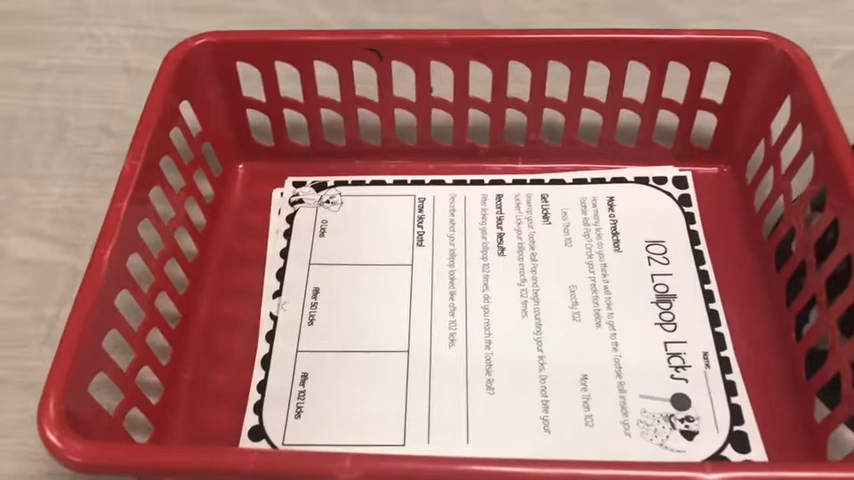 Name:
102 Lollipop Licks
Make a Prediction!
How many licks do you think it will take to get to the Tootsie Roll inside your
Tootsie Roll Pop? Circle your prediction below.
Less Than 102 Exactly 102 More Than 102
Get Lickin'!
Unwrap your Tootsie Roll Pop and begin counting your licks. Do not bite your
sucker! Lick your lollipop exactly 102 times.
Record Your Results!
After licking your lollipop 102 times, did you reach the Tootsie Roll?
Describe what your lollipop looked like after 102 licks.
Draw Your Data!
0 Licks After 50 Licks After 102 Licks